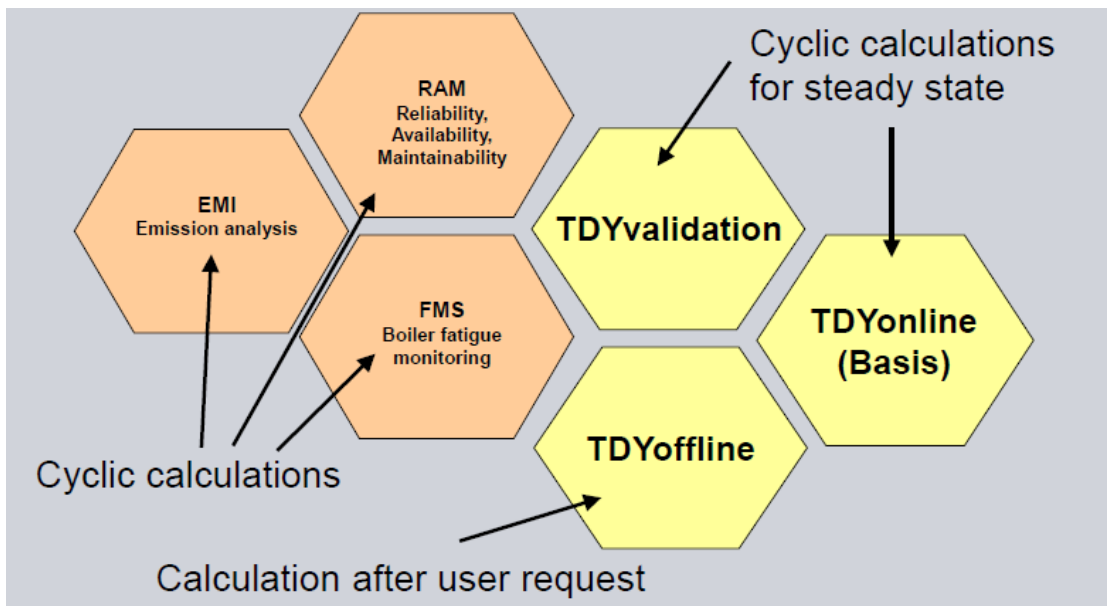 Cyclic calculations
for steady state
RAM
Reliability,
Availability,
Maintainability
EMI
Emission analysis
TDYvalidation
FMS
Boiler fatigue
monitoring
TDYonline
(Basis)
TDYoffline
Cyclic calculations
Calculation after user request